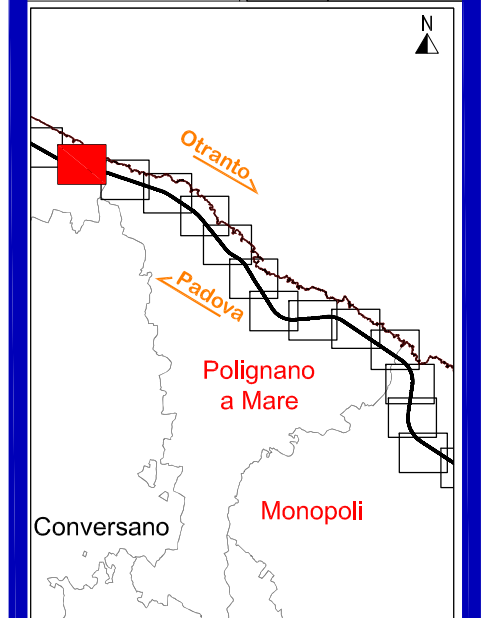 N
Otranto
Padova
Polignano
a Mare
Monopoli
Conversano